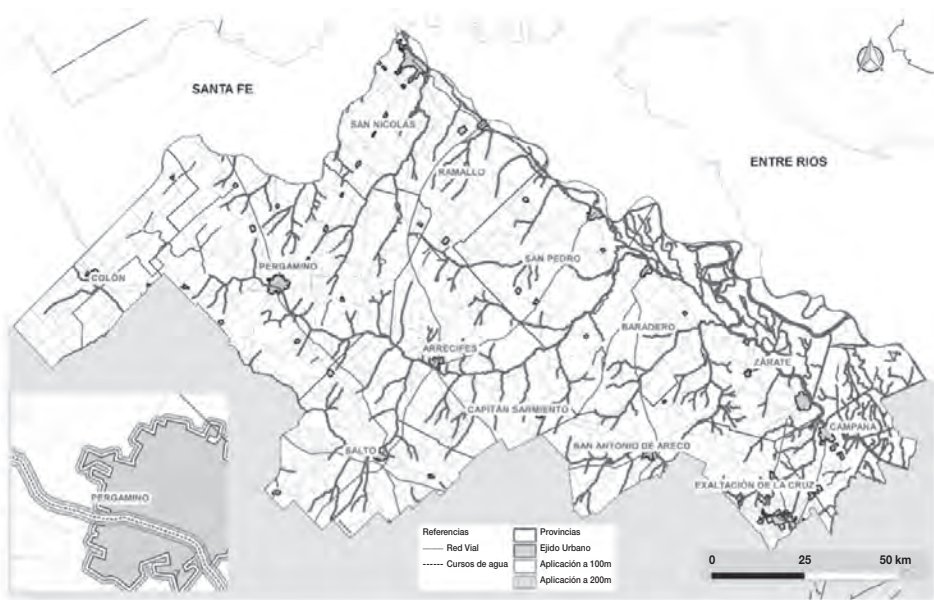 SANTA FE
ENTRE RIOS
SAN NICOLÁS
RAMALLO
COLÓN
PERGAMINO
SAN PEDRO
BARADERO
ARRECIFES
ZÁRATE
CAPITÁN SARMIENTO
CAMPANA
SALTO
SAN ANTONIO DE ARECO
EXALTACIÓN DE LA CRUZ
PERGAMINO
Referencias
Red Vial
Cursos de agua
Provincias
Ejido Urbano
Aplicación a 100m
Aplicación a 200m
0 25 50 km